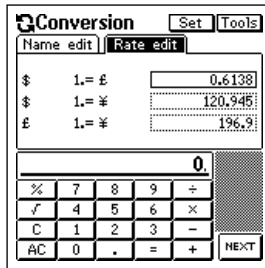 Conversion Set Tools
Name edit Rate edit
$ 1.= £ 0.6138
$ 1.= ¥ 120.945
£ 1.= ¥ 196.9
0.
% 7 8 9 ÷
√ 4 5 6 ×
C 1 2 3 −
AC 0 . = + NEXT